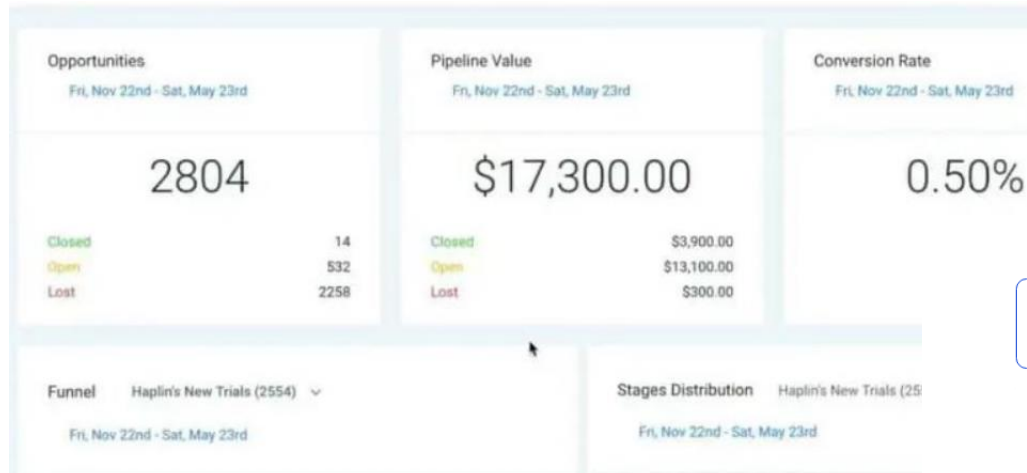 Opportunities
Fri, Nov 22nd - Sat, May 23rd
2804
Closed 14
Open 532
Lost 2258
Pipeline Value
Fri, Nov 22nd - Sat, May 23rd
$17,300.00
Closed $3,900.00
Open $13,100.00
Lost $300.00
Conversion Rate
Fri, Nov 22nd - Sat, May 23rd
0.50%
Funnel Haplin's New Trials (2554)
Fri, Nov 22nd - Sat, May 23rd
Stages Distribution Haplin's New Trials (25
Fri, Nov 22nd - Sat, May 23rd